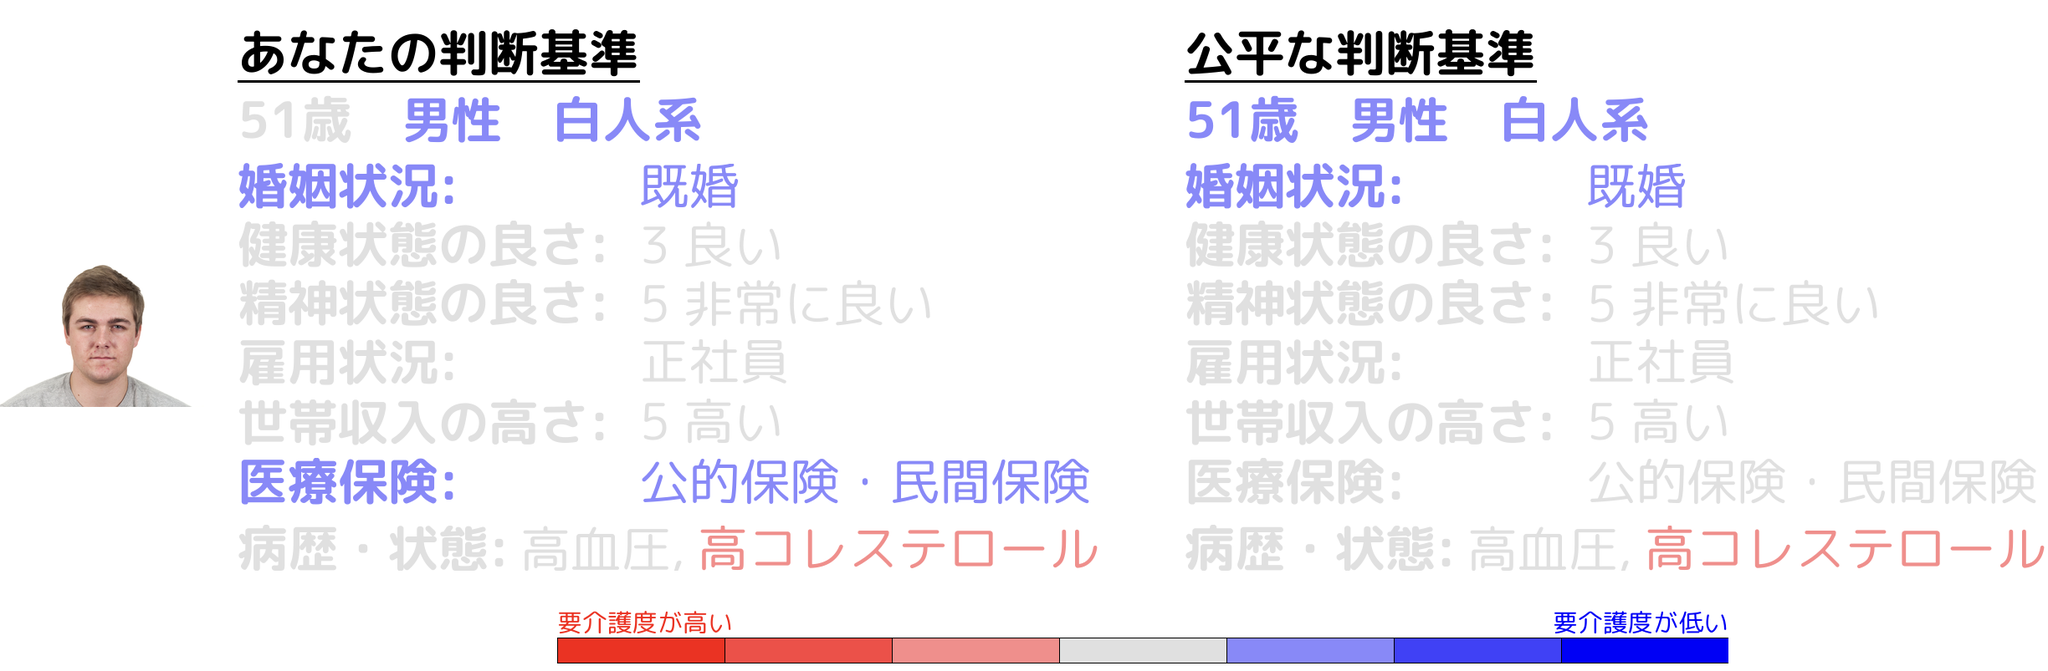 あなたの判断基準
51歳 男性 白人系
婚姻状況: 既婚
健康状態の良さ: 3 良い
精神状態の良さ: 5 非常に良い
雇用状況: 正社員
世帯収入の高さ: 5 高い
医療保険: 公的保険・民間保険
病歴・状態: 高血圧, 高コレステロール
公平な判断基準
51歳 男性 白人系
婚姻状況: 既婚
健康状態の良さ: 3 良い
精神状態の良さ: 5 非常に良い
雇用状況: 正社員
世帯収入の高さ: 5 高い
医療保険: 公的保険・民間保険
病歴・状態: 高血圧, 高コレステロール
要介護度が高い
要介護度が低い